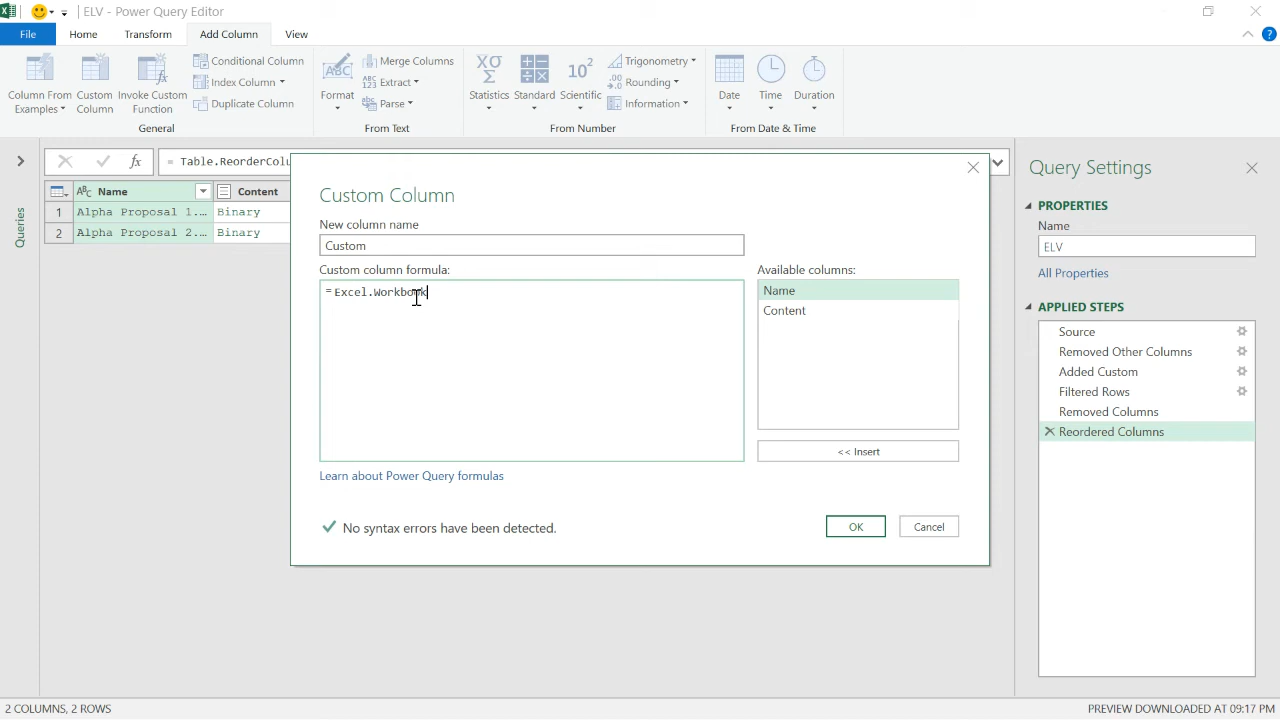 ELV - Power Query Editor
File Home Transform Add Column View
Column From Examples
Custom Column
Invoke Custom Function
Conditional Column
Index Column
Duplicate Column
General
Format
Merge Columns
Extract
Parse
From Text
Statistics
Standard
Scientific
Trigonometry
Rounding
Information
From Number
Date
Time
Duration
From Date & Time
fx = Table.ReorderColu
Queries
Name Content
1 Alpha Proposal 1.... Binary
2 Alpha Proposal 2.... Binary
Custom Column
New column name
Custom
Custom column formula:
= Excel.Workbook
Available columns:
Name
Content
<< Insert
Learn about Power Query formulas
No syntax errors have been detected.
OK Cancel
Query Settings
PROPERTIES
Name
ELV
All Properties
APPLIED STEPS
Source
Removed Other Columns
Added Custom
Filtered Rows
Removed Columns
Reordered Columns
2 COLUMNS, 2 ROWS
PREVIEW DOWNLOADED AT 09:17 PM